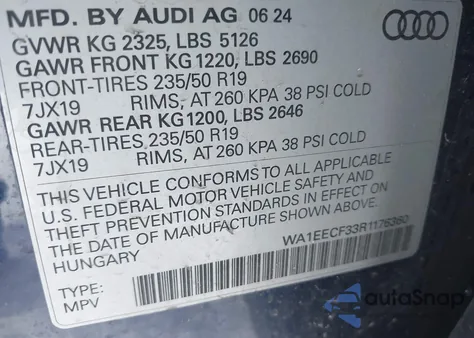 MFD. BY AUDI AG 06 24
GVWR KG 2325, LBS 5126
GAWR FRONT KG 1220, LBS 2690
FRONT-TIRES 235/50 R19
7JX19 RIMS, AT 260 KPA 38 PSI COLD
GAWR REAR KG 1200, LBS 2646
REAR-TIRES 235/50 R19
7JX19 RIMS, AT 260 KPA 38 PSI COLD
THIS VEHICLE CONFORMS TO ALL APPLICABLE
U.S. FEDERAL MOTOR VEHICLE SAFETY AND
THEFT PREVENTION STANDARDS IN EFFECT ON
THE DATE OF MANUFACTURE SHOWN ABOVE.
HUNGARY
WA1EECF33R1176360
TYPE:
MPV
autoSnap